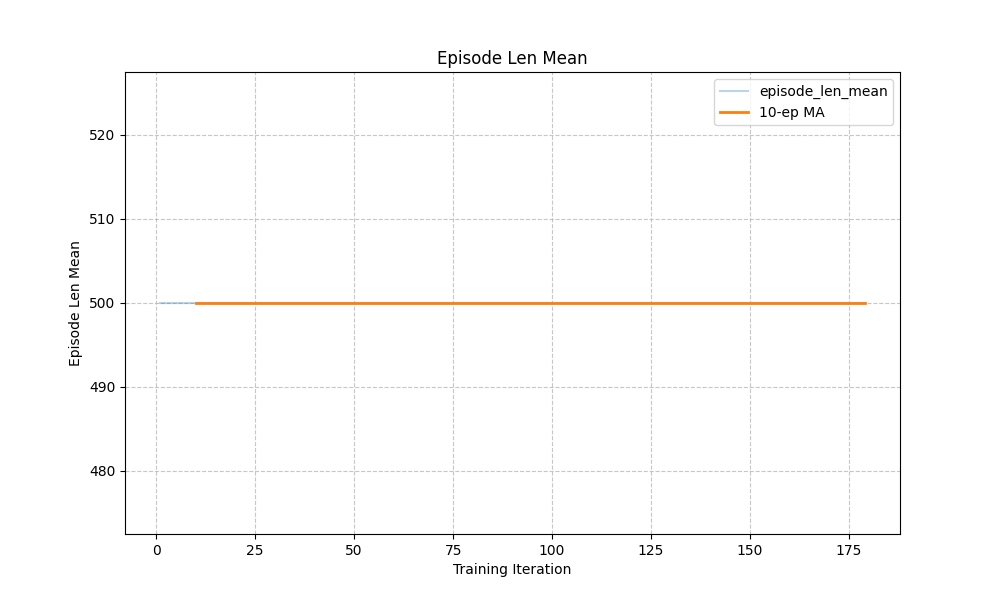 Episode Len Mean
episode_len_mean
10-ep MA
520
510
500
490
480
Episode Len Mean
0 25 50 75 100 125 150 175
Training Iteration